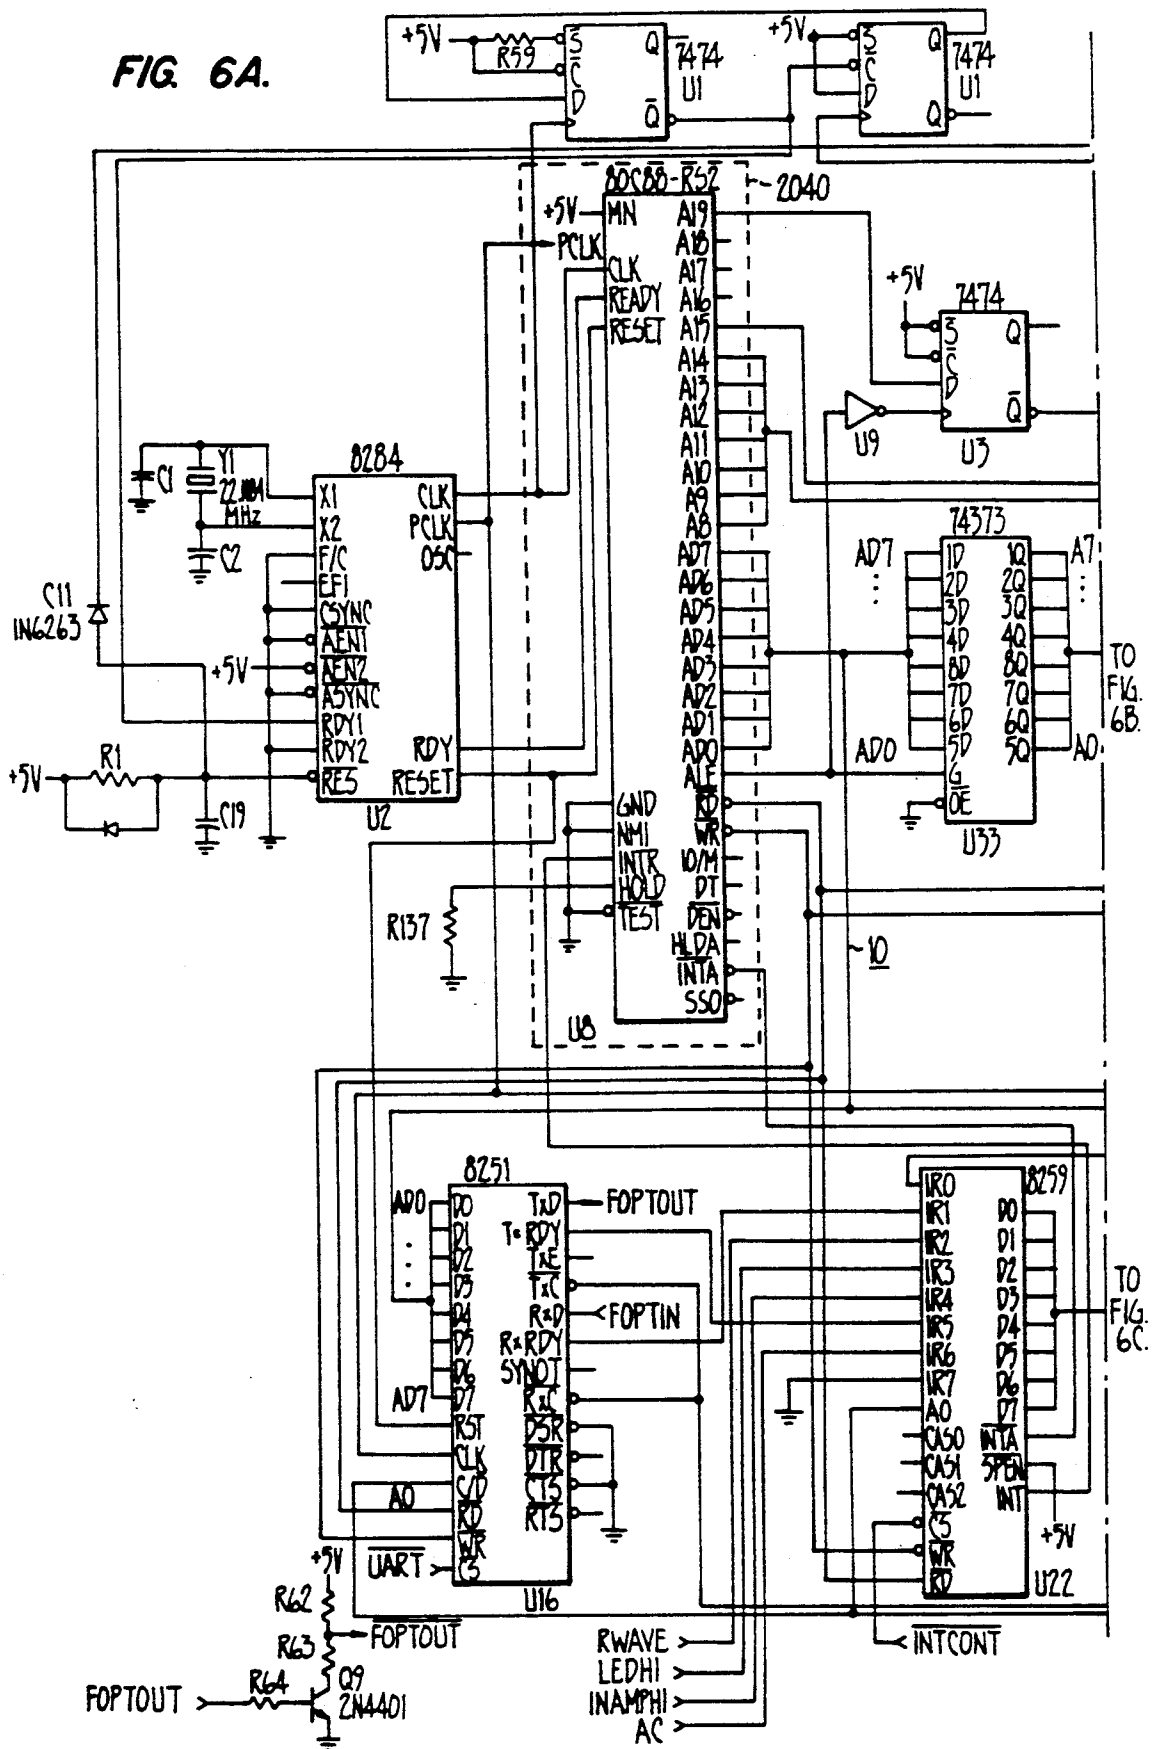 FIG. 6A.
+5V
R59
S
C
D
Q
Q
7474
U1
+5V
S
C
D
Q
Q
7474
U1
80C88-RS2
2040
+5V
MN
PCLK
CLK
READY
RESET
A19
A18
A17
A16
A15
A14
A13
A12
A11
A10
A9
A8
AD7
AD6
AD5
AD4
AD3
AD2
AD1
AD0
ALE
RD
WR
IO/M
DT
DEN
HLDA
INTA
SSO
GND
NMI
INTR
HOLD
TEST
U8
R137
10
+5V
7474
S
C
D
Q
Q
U3
U9
8284
C1
Y1
MHz
C2
X1
X2
F/C
EFI
CSYNC
AEN1
AEN2
ASYNC
RDY1
RDY2
RES
CLK
PCLK
OSC
RDY
RESET
U2
+5V
C11
1N6263
+5V
R1
C19
74373
AD7
AD0
1D
2D
3D
4D
8D
7D
6D
5D
G
OE
1Q
2Q
3Q
4Q
8Q
7Q
6Q
5Q
A7
A0
U33
TO
FIG.
6B.
8251
AD0
AD7
D0
D1
D2
D3
D4
D5
D6
D7
RST
CLK
C/D
A0
RD
WR
CS
UART
TxD
TxRDY
TxE
TxC
RxD
RxRDY
SYNOT
RxC
DSR
DTR
CTS
RTS
FOPTOUT
FOPTIN
U16
8259
IR0
IR1
IR2
IR3
IR4
IR5
IR6
IR7
A0
CAS0
CAS1
CAS2
CS
WR
RD
D0
D1
D2
D3
D4
D5
D6
D7
INTA
SPEN
INT
+5V
U22
TO
FIG.
6C.
INTCONT
RWAVE
LEDHI
INAMPHI
AC
+5V
R62
FOPTOUT
R63
R64
Q9
2N4401
FOPTOUT